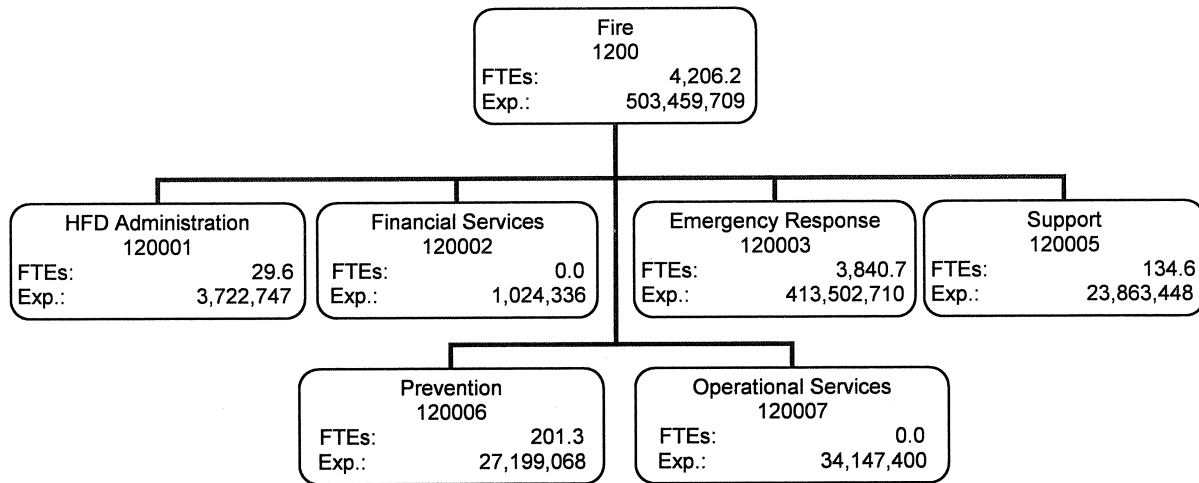 Fire
1200
FTEs: 4,206.2
Exp.: 503,459,709
HFD Administration
120001
FTEs: 29.6
Exp.: 3,722,747
Financial Services
120002
FTEs: 0.0
Exp.: 1,024,336
Emergency Response
120003
FTEs: 3,840.7
Exp.: 413,502,710
Support
120005
FTEs: 134.6
Exp.: 23,863,448
Prevention
120006
FTEs: 201.3
Exp.: 27,199,068
Operational Services
120007
FTEs: 0.0
Exp.: 34,147,400